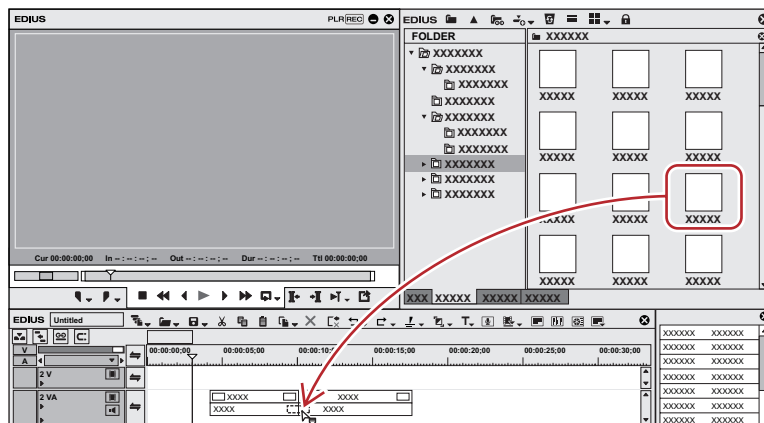 EDIUS PLR REC
Cur 00:00:00;00 In -- : -- : -- ; -- Out -- : -- : -- ; -- Dur -- : -- : -- ; -- Ttl 00:00:00;00
EDIUS
FOLDER
XXXXXXX
XXXXXXX
XXXXXXX
XXXXXXX
XXXXXXX
XXXXXXX
XXXXXXX
XXXXXXX
XXXXXXX
XXXXXXX
XXXXXX
XXXXX XXXXX XXXXX
XXXXX XXXXX XXXXX
XXXXX XXXXX XXXXX
XXXXX XXXXX XXXXX
XXX XXXXX XXXXX XXXXX
EDIUS Untitled
T
V
A
00:00:00;00 00:00:05;00 00:00:10;00 00:00:15;00 00:00:20;00 00:00:25;00 00:00:30;00
2 V
2 VA
XXXX XXXX
XXXX XXXX
XXXXXX XXXXXX
XXXXXX XXXXXX
XXXXXX XXXXXX
XXXXXX XXXXXX
XXXXXX XXXXXX
XXXXXX XXXXXX
XXXXXX XXXXXX